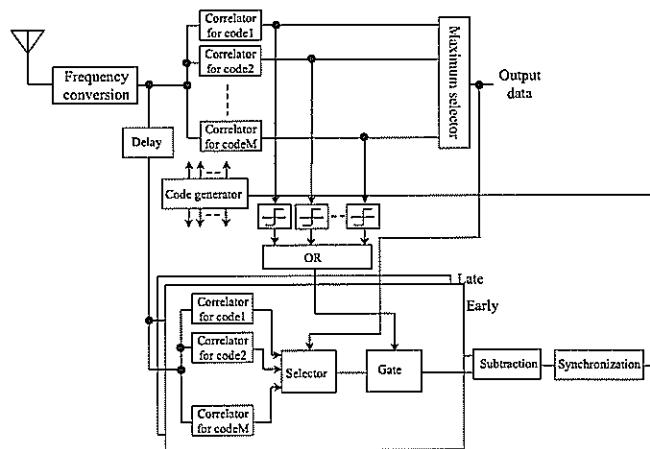 Correlator
for code1
Correlator
for code2
Correlator
for codeM
Maximum selector
Output
data
Frequency
conversion
Delay
Code generator
OR
Late
Early
Correlator
for code1
Correlator
for code2
Correlator
for codeM
Selector
Gate
Subtraction
Synchronization